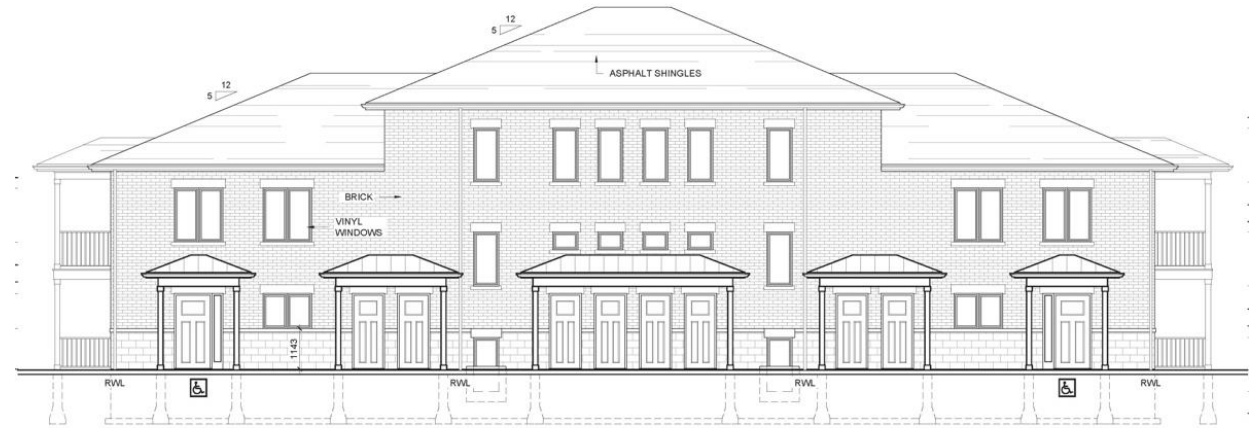 12
5
ASPHALT SHINGLES
12
5
BRICK
VINYL
WINDOWS
1143
RWL
RWL
RWL
RWL